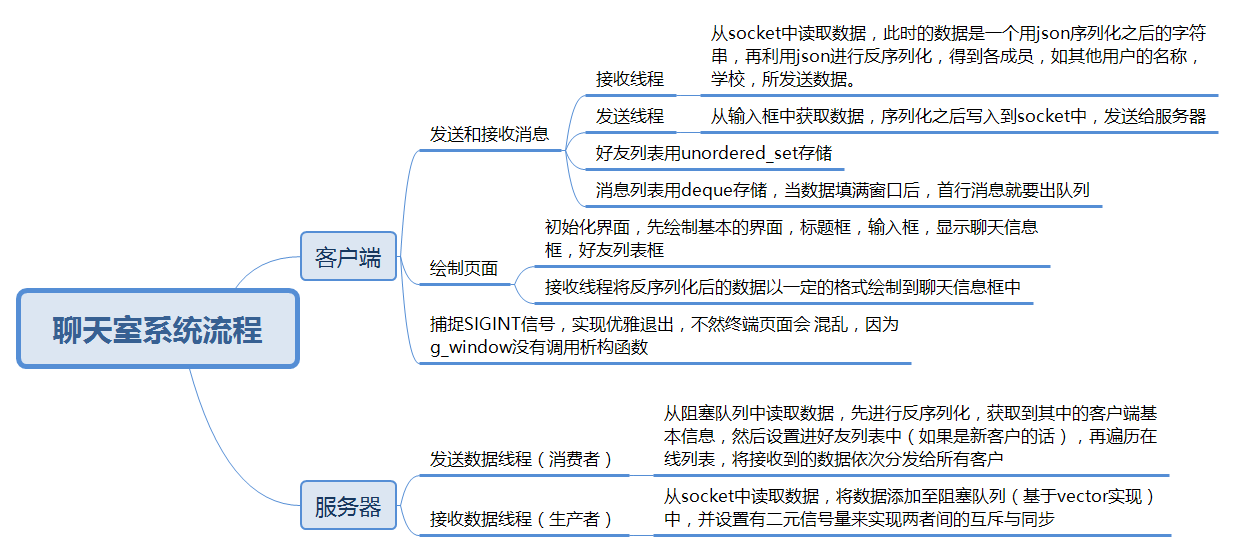 聊天室系统流程
客户端
发送和接收消息
接收线程
从socket中读取数据，此时的数据是一个用json序列化之后的字符
串，再利用json进行反序列化，得到各成员，如其他用户的名称，
学校，所发送数据。
发送线程
从输入框中获取数据，序列化之后写入到socket中，发送给服务器
好友列表用unordered_set存储
消息列表用deque存储，当数据填满窗口后，首行消息就要出队列
绘制页面
初始化界面，先绘制基本的界面，标题框，输入框，显示聊天信息
框，好友列表框
接收线程将反序列化后的数据以一定的格式绘制到聊天信息框中
捕捉SIGINT信号，实现优雅退出，不然终端页面会 混乱，因为
g_window没有调用析构函数
服务器
发送数据线程（消费者）
从阻塞队列中读取数据，先进行反序列化，获取到其中的客户端基
本信息，然后设置进好友列表中（如果是新客户的话），再遍历在
线列表，将接收到的数据依次分发给所有客户
接收数据线程（生产者）
从socket中读取数据，将数据添加至阻塞队列（基于vector实现）
中，并设置有二元信号量来实现两者间的互斥与同步